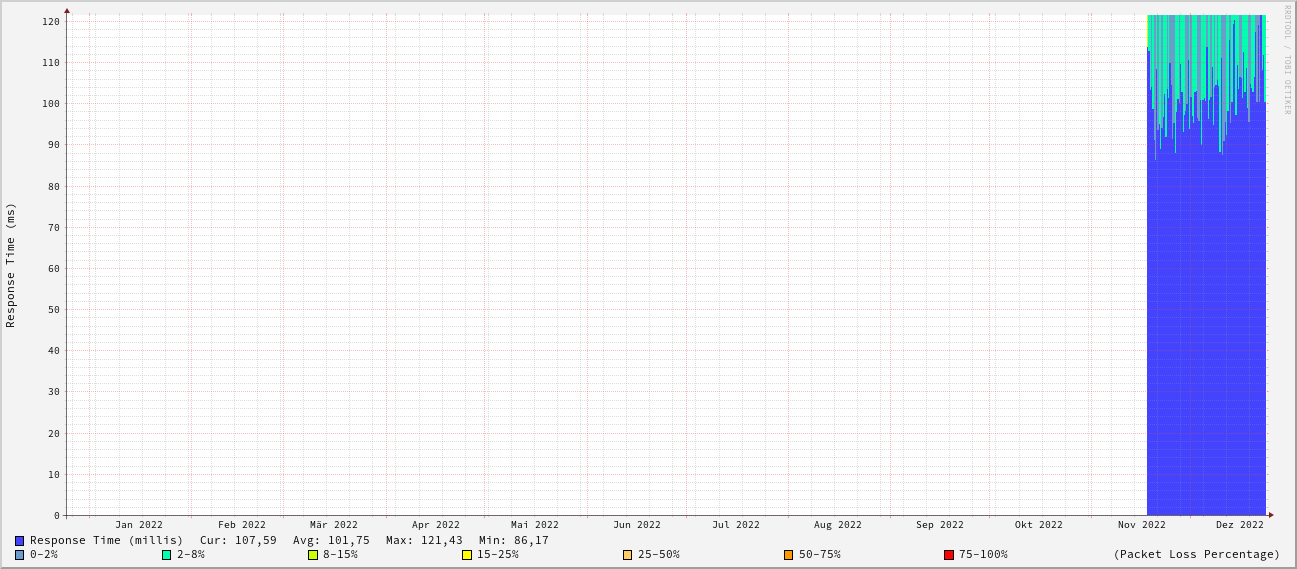 RRDTOOL / TOBI OETIKER
Response Time (ms)
120
110
100
90
80
70
60
50
40
30
20
10
0
Jan 2022 Feb 2022 Mär 2022 Apr 2022 Mai 2022 Jun 2022 Jul 2022 Aug 2022 Sep 2022 Okt 2022 Nov 2022 Dez 2022
Response Time (millis) Cur: 107,59 Avg: 101,75 Max: 121,43 Min: 86,17
0-2% 2-8% 8-15% 15-25% 25-50% 50-75% 75-100% (Packet Loss Percentage)